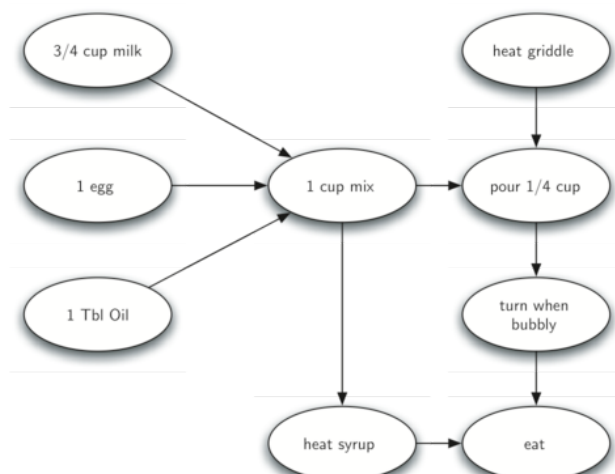 3/4 cup milk
heat griddle
1 egg
1 cup mix
pour 1/4 cup
1 Tbl Oil
turn when
bubbly
heat syrup
eat